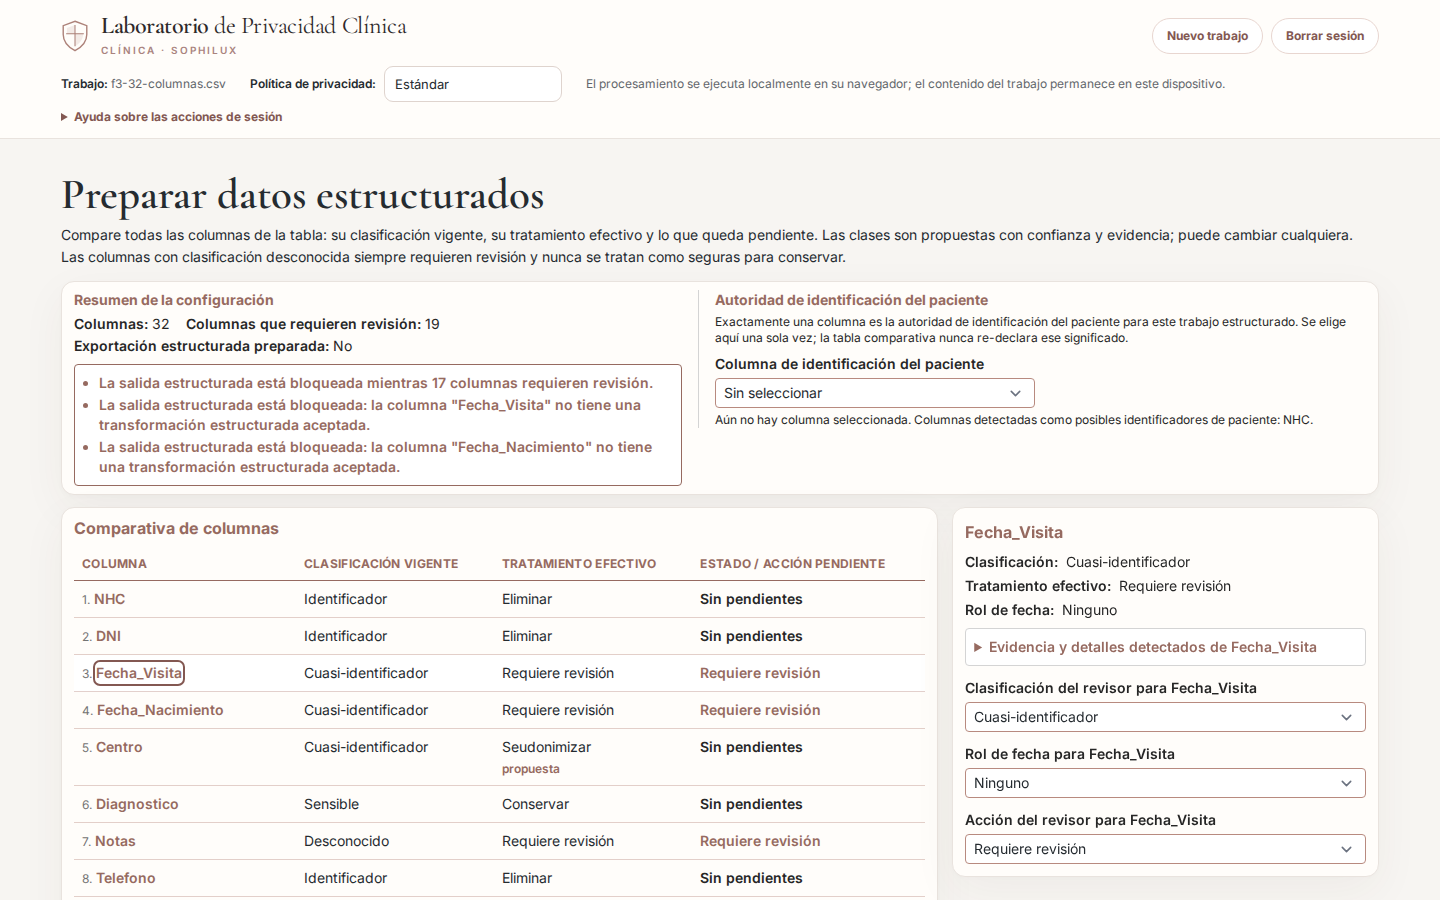 Laboratorio de Privacidad Clínica
CLÍNICA · SOPHILUX
Nuevo trabajo
Borrar sesión
Trabajo: f3-32-columnas.csv
Política de privacidad:
Estándar
El procesamiento se ejecuta localmente en su navegador; el contenido del trabajo permanece en este dispositivo.
Ayuda sobre las acciones de sesión
Preparar datos estructurados
Compare todas las columnas de la tabla: su clasificación vigente, su tratamiento efectivo y lo que queda pendiente. Las clases son propuestas con confianza y evidencia; puede cambiar cualquiera.
Las columnas con clasificación desconocida siempre requieren revisión y nunca se tratan como seguras para conservar.
Resumen de la configuración
Columnas: 32 Columnas que requieren revisión: 19
Exportación estructurada preparada: No
• La salida estructurada está bloqueada mientras 17 columnas requieren revisión.
• La salida estructurada está bloqueada: la columna "Fecha_Visita" no tiene una
transformación estructurada aceptada.
• La salida estructurada está bloqueada: la columna "Fecha_Nacimiento" no tiene
una transformación estructurada aceptada.
Autoridad de identificación del paciente
Exactamente una columna es la autoridad de identificación del paciente para este trabajo estructurado. Se elige
aquí una sola vez; la tabla comparativa nunca re-declara ese significado.
Columna de identificación del paciente
Sin seleccionar
Aún no hay columna seleccionada. Columnas detectadas como posibles identificadores de paciente: NHC.
Comparativa de columnas
COLUMNA CLASIFICACIÓN VIGENTE TRATAMIENTO EFECTIVO ESTADO / ACCIÓN PENDIENTE
1. NHC Identificador Eliminar Sin pendientes
2. DNI Identificador Eliminar Sin pendientes
3. Fecha_Visita Cuasi-identificador Requiere revisión Requiere revisión
4. Fecha_Nacimiento Cuasi-identificador Requiere revisión Requiere revisión
5. Centro Cuasi-identificador Seudonimizar Sin pendientes
propuesta
6. Diagnostico Sensible Conservar Sin pendientes
7. Notas Desconocido Requiere revisión Requiere revisión
8. Telefono Identificador Eliminar Sin pendientes
Fecha_Visita
Clasificación: Cuasi-identificador
Tratamiento efectivo: Requiere revisión
Rol de fecha: Ninguno
Evidencia y detalles detectados de Fecha_Visita
Clasificación del revisor para Fecha_Visita
Cuasi-identificador
Rol de fecha para Fecha_Visita
Ninguno
Acción del revisor para Fecha_Visita
Requiere revisión